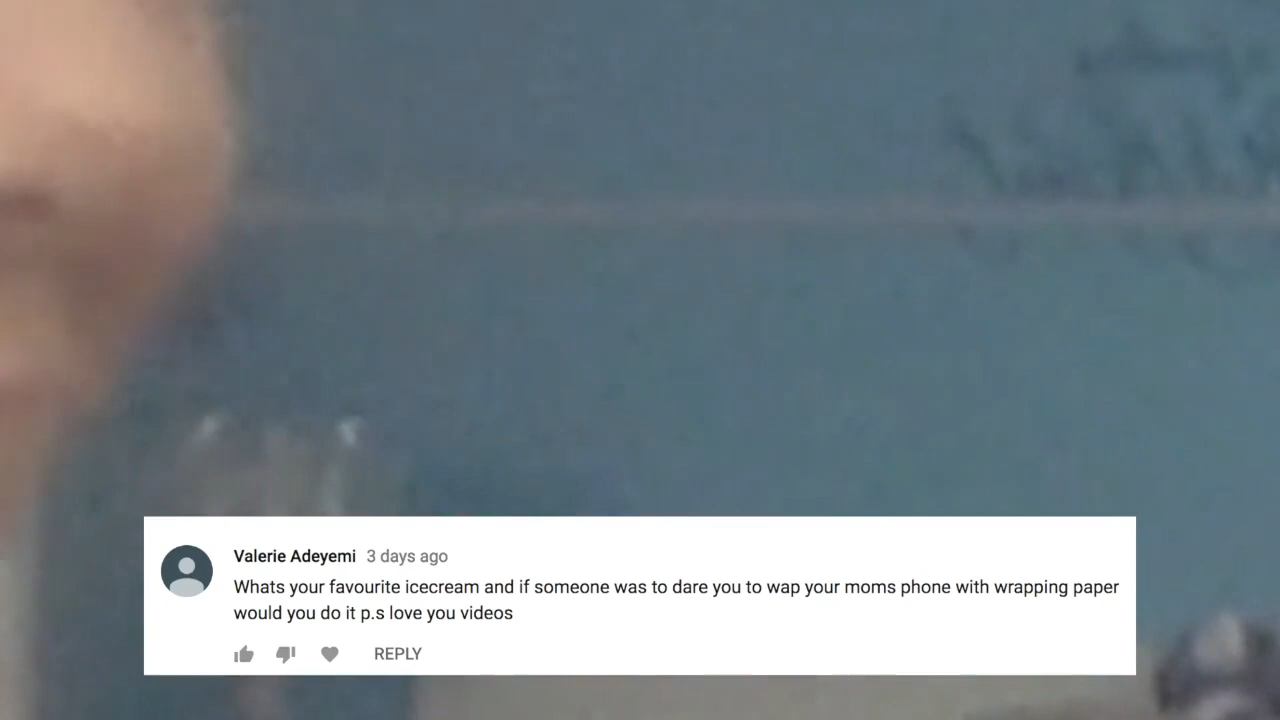 Valerie Adeyemi 3 days ago
Whats your favourite icecream and if someone was to dare you to wap your moms phone with wrapping paper
would you do it p.s love you videos
REPLY